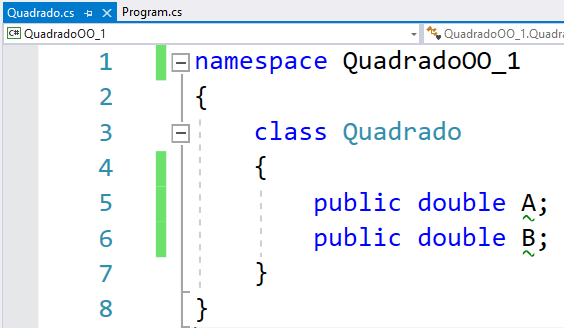 Quadrado.cs Program.cs
C# QuadradoOO_1 QuadradoOO_1.Quadra
1 namespace QuadradoOO_1
2 {
3 class Quadrado
4 {
5 public double A;
6 public double B;
7 }
8 }